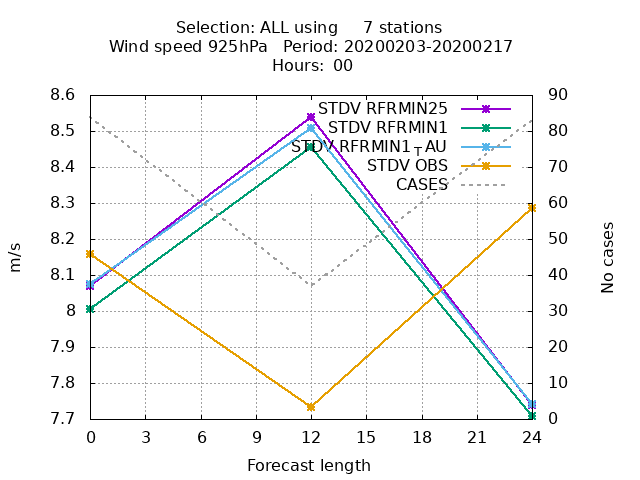 Selection: ALL using     7 stations
Wind speed 925hPa   Period: 20200203-20200217
Hours:  00
STDV RFRMIN25
STDV RFRMIN1
STDV RFRMIN1_TAU
STDV OBS
CASES
8.6
8.5
8.4
8.3
8.2
8.1
8
7.9
7.8
7.7
m/s
90
80
70
60
50
40
30
20
10
0
No cases
0 3 6 9 12 15 18 21 24
Forecast length